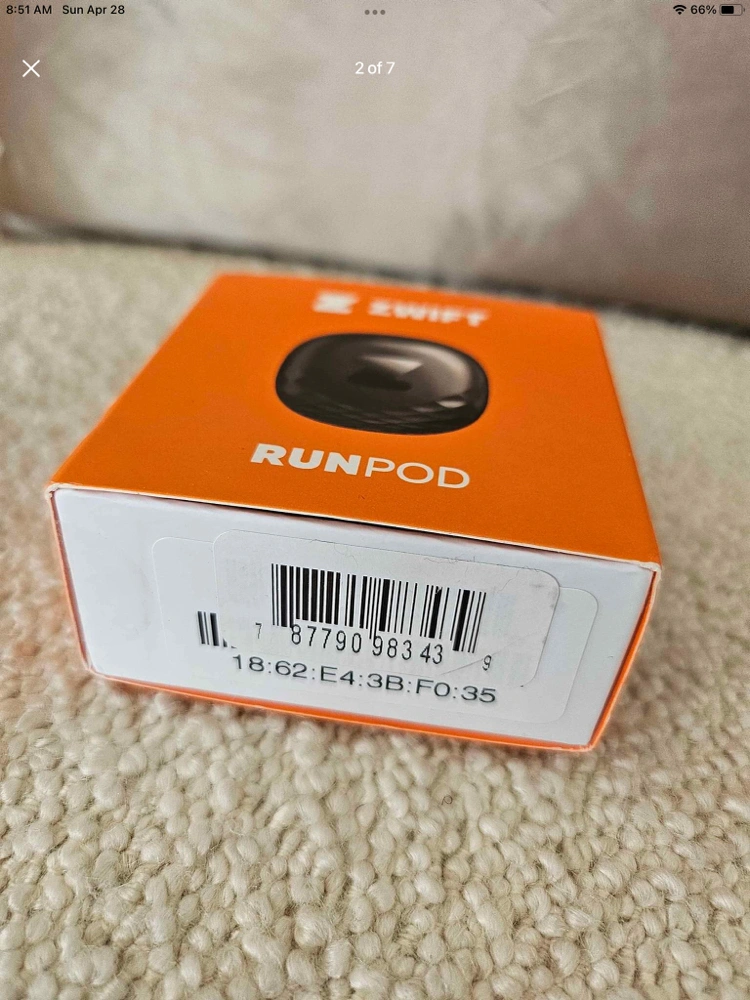 8:51 AM Sun Apr 28
66%
2 of 7
ZWIFT
RUNPOD
7 87790 98343 9
18:62:E4:3B:F0:35